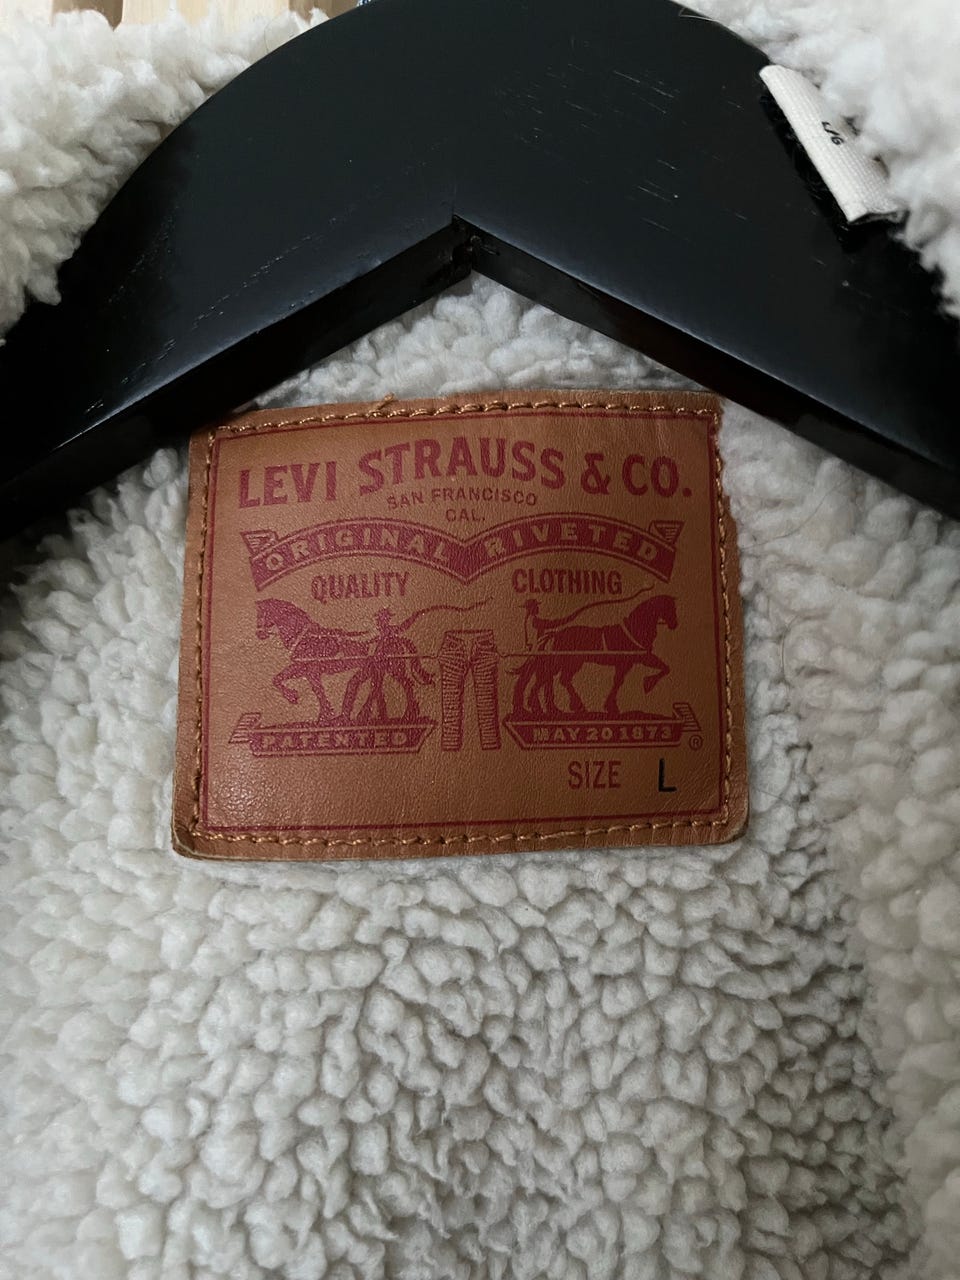 L/G
LEVI STRAUSS & CO.
SAN FRANCISCO
CAL.
ORIGINAL RIVETED
QUALITY CLOTHING
PATENTED MAY 20 1873 ®
SIZE L